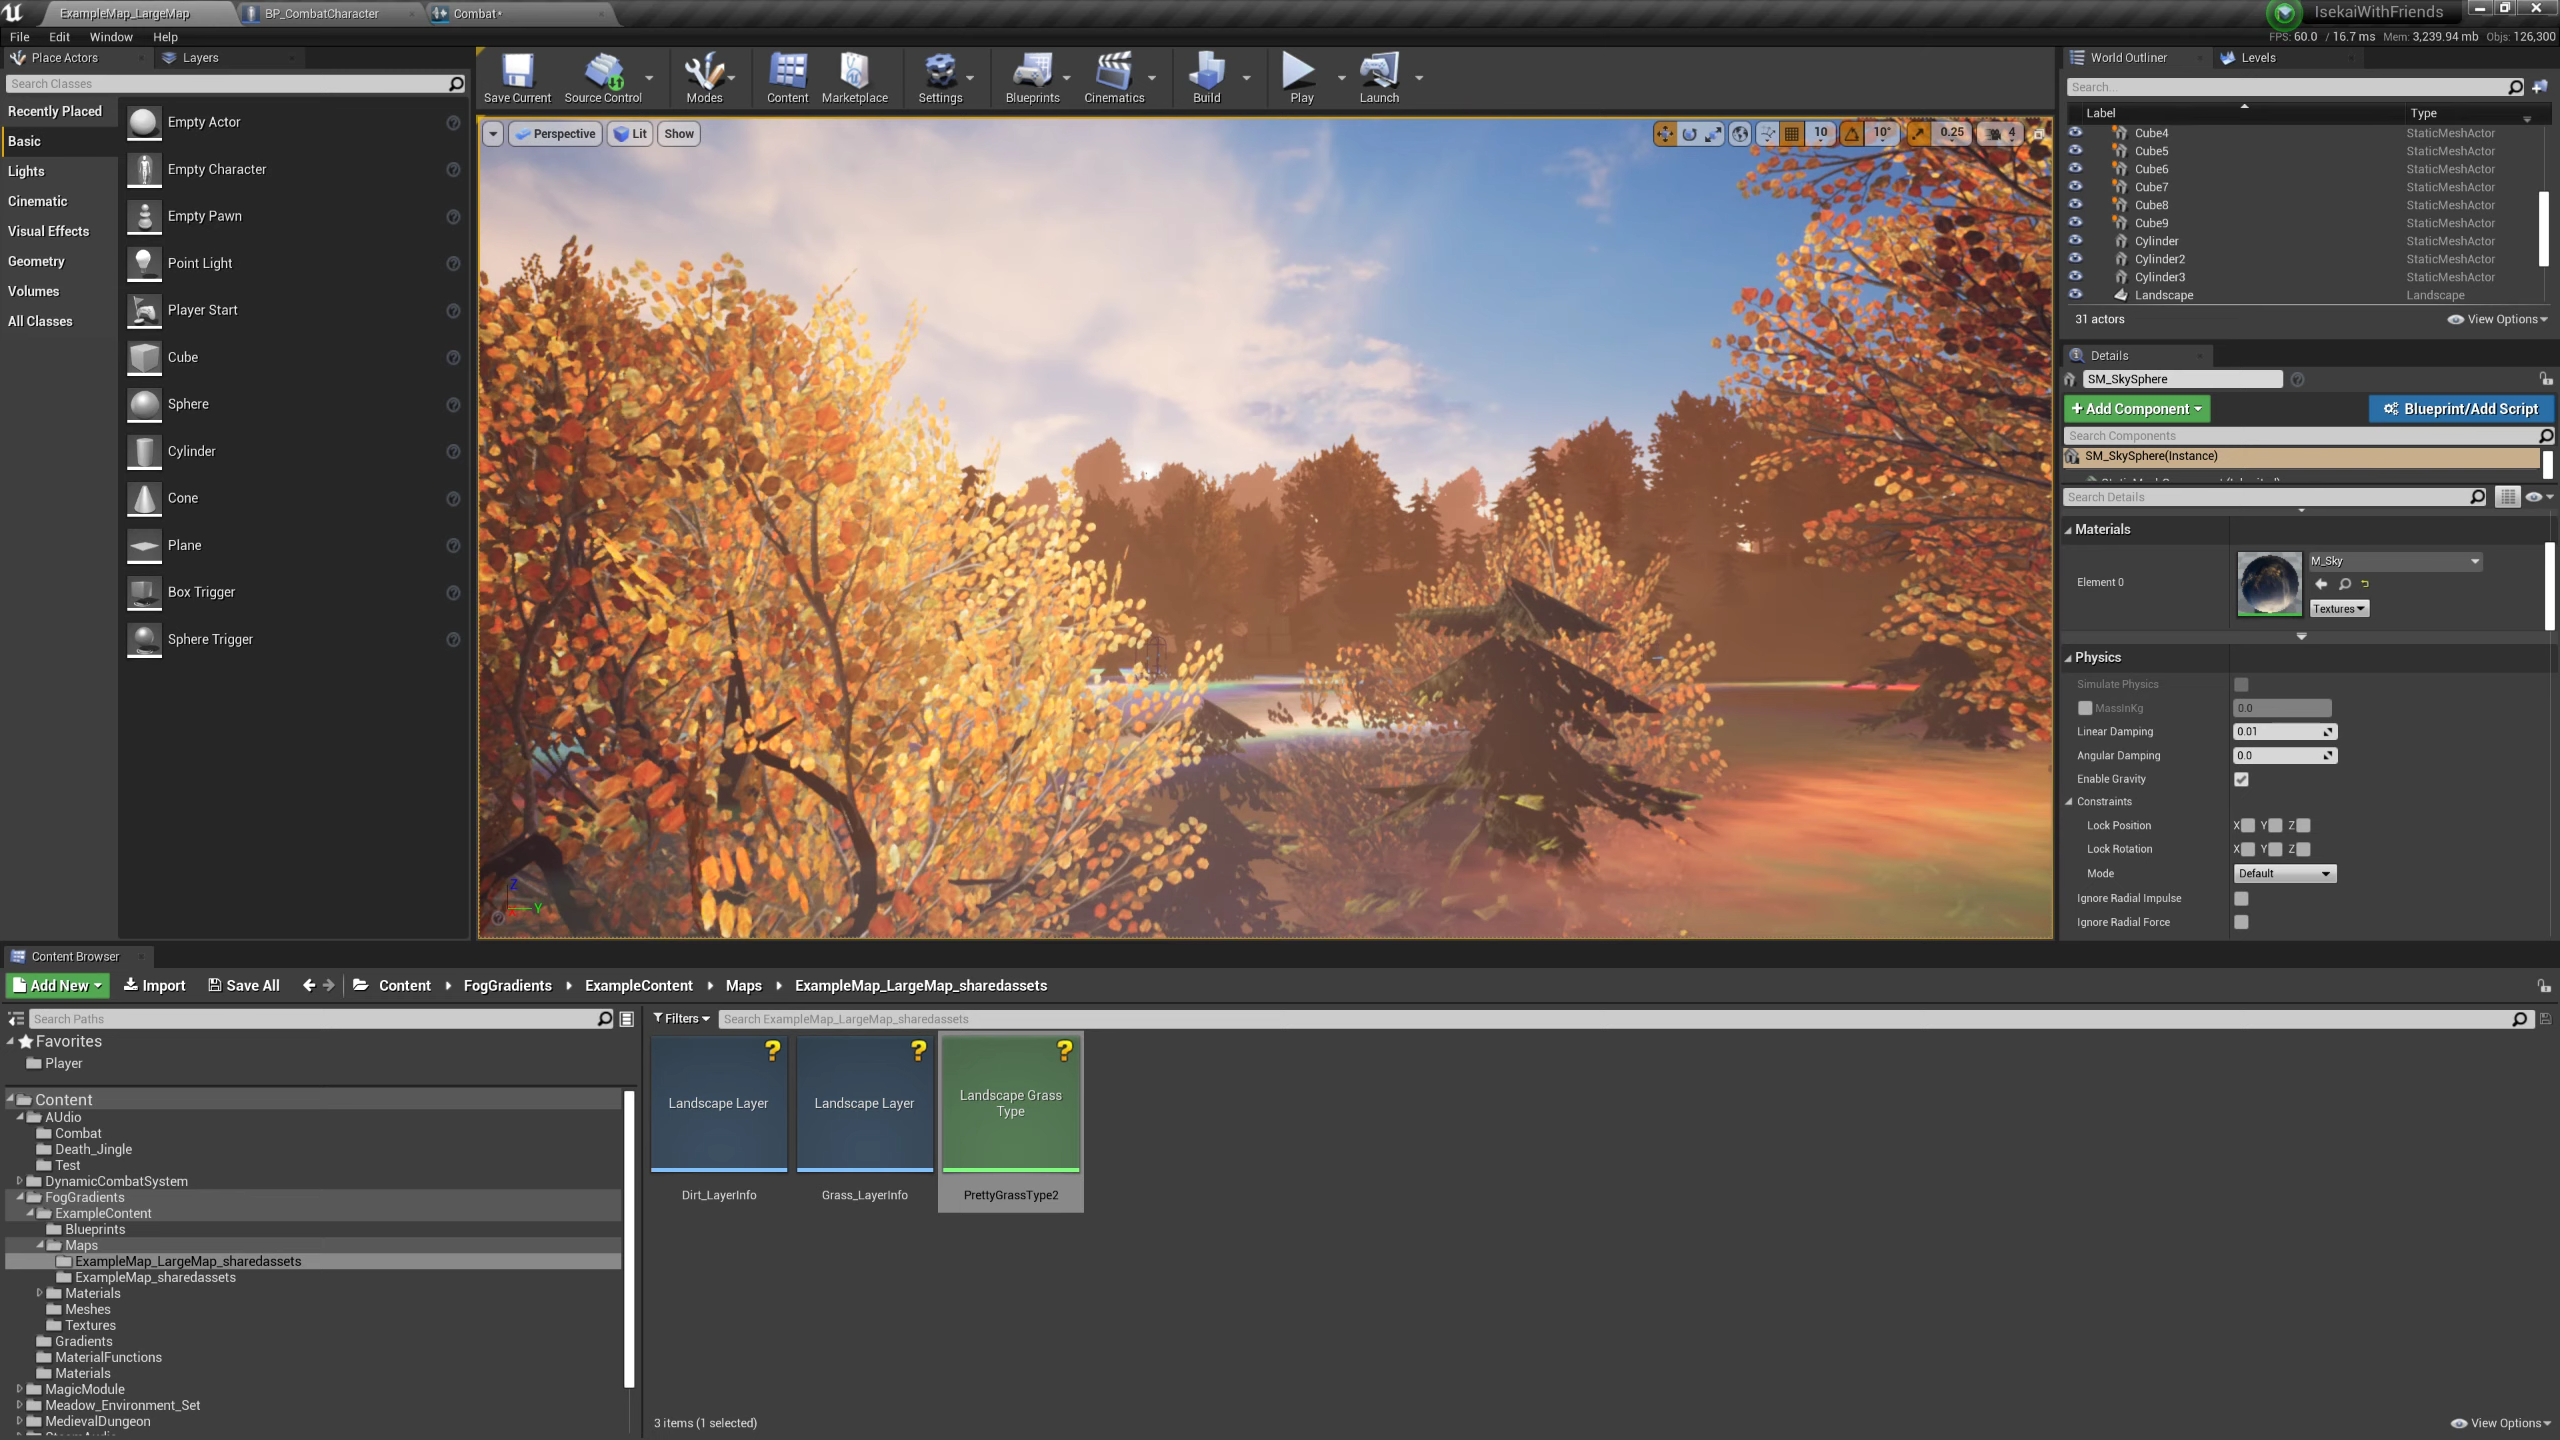 ExampleMap_LargeMap
BP_CombatCharacter
Combat*
IsekaiWithFriends
File Edit Window Help
FPS: 60.0 / 16.7 ms Mem: 3,239.94 mb Objs: 126,300
Place Actors
Layers
Search Classes
Recently Placed
Basic
Lights
Cinematic
Visual Effects
Geometry
Volumes
All Classes
Empty Actor
Empty Character
Empty Pawn
Point Light
Player Start
Cube
Sphere
Cylinder
Cone
Plane
Box Trigger
Sphere Trigger
Save Current
Source Control
Modes
Content
Marketplace
Settings
Blueprints
Cinematics
Build
Play
Launch
Perspective
Lit
Show
10
10°
0.25
4
Z
Y
World Outliner
Levels
Search...
Label Type
Cube4 StaticMeshActor
Cube5 StaticMeshActor
Cube6 StaticMeshActor
Cube7 StaticMeshActor
Cube8 StaticMeshActor
Cube9 StaticMeshActor
Cylinder StaticMeshActor
Cylinder2 StaticMeshActor
Cylinder3 StaticMeshActor
Landscape Landscape
31 actors
View Options
Details
SM_SkySphere
+ Add Component
Blueprint/Add Script
Search Components
SM_SkySphere(Instance)
Search Details
Materials
Element 0
M_Sky
Textures
Physics
Simulate Physics
MassInKg 0.0
Linear Damping 0.01
Angular Damping 0.0
Enable Gravity
Constraints
Lock Position X Y Z
Lock Rotation X Y Z
Mode Default
Ignore Radial Impulse
Ignore Radial Force
Content Browser
Add New
Import
Save All
Content
FogGradients
ExampleContent
Maps
ExampleMap_LargeMap_sharedassets
Search Paths
Filters
Search ExampleMap_LargeMap_sharedassets
Favorites
Player
Content
AUdio
Combat
Death_Jingle
Test
DynamicCombatSystem
FogGradients
ExampleContent
Blueprints
Maps
ExampleMap_LargeMap_sharedassets
ExampleMap_sharedassets
Materials
Meshes
Textures
Gradients
MaterialFunctions
Materials
MagicModule
Meadow_Environment_Set
MedievalDungeon
Landscape Layer
Dirt_LayerInfo
Landscape Layer
Grass_LayerInfo
Landscape Grass
Type
PrettyGrassType2
3 items (1 selected)
View Options